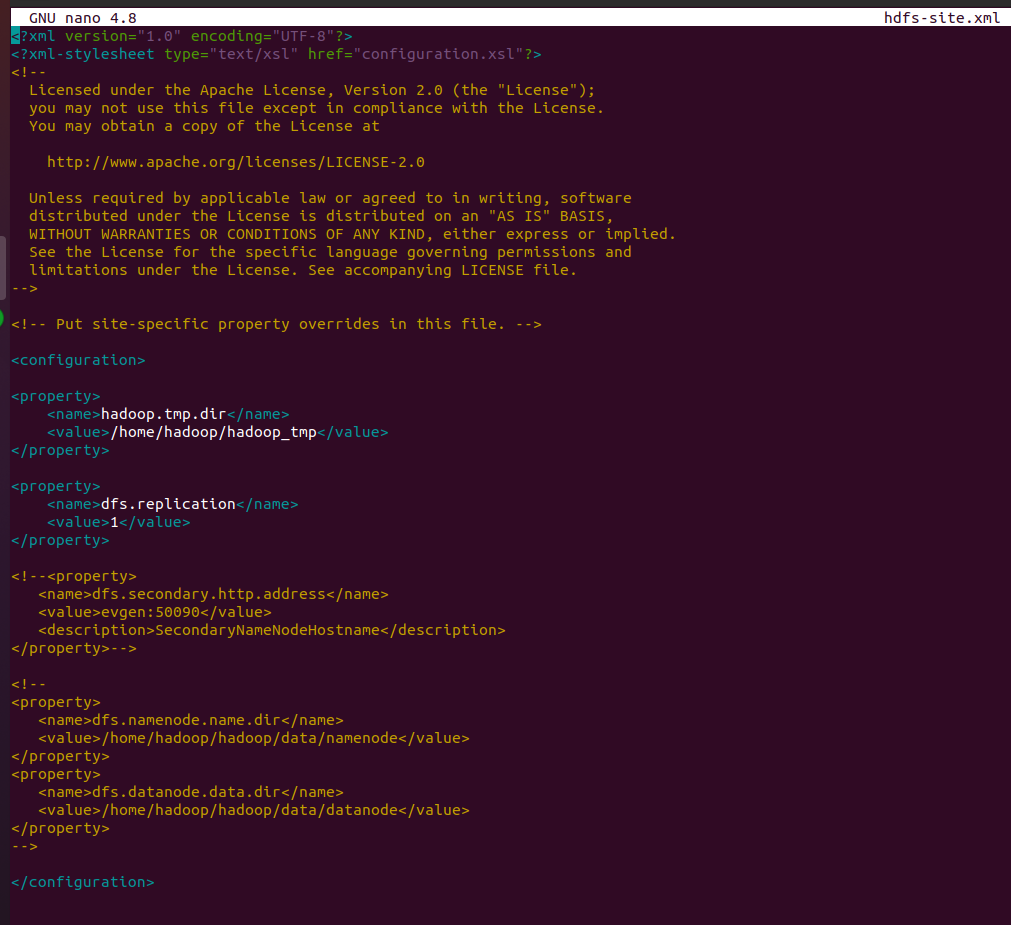 GNU nano 4.8 hdfs-site.xml
<?xml version="1.0" encoding="UTF-8"?>
<?xml-stylesheet type="text/xsl" href="configuration.xsl"?>
<!--
  Licensed under the Apache License, Version 2.0 (the "License");
  you may not use this file except in compliance with the License.
  You may obtain a copy of the License at

    http://www.apache.org/licenses/LICENSE-2.0

  Unless required by applicable law or agreed to in writing, software
  distributed under the License is distributed on an "AS IS" BASIS,
  WITHOUT WARRANTIES OR CONDITIONS OF ANY KIND, either express or implied.
  See the License for the specific language governing permissions and
  limitations under the License. See accompanying LICENSE file.
-->

<!-- Put site-specific property overrides in this file. -->

<configuration>

<property>
    <name>hadoop.tmp.dir</name>
    <value>/home/hadoop/hadoop_tmp</value>
</property>

<property>
    <name>dfs.replication</name>
    <value>1</value>
</property>

<!--<property>
   <name>dfs.secondary.http.address</name>
   <value>evgen:50090</value>
   <description>SecondaryNameNodeHostname</description>
</property>-->

<!--
<property>
   <name>dfs.namenode.name.dir</name>
   <value>/home/hadoop/hadoop/data/namenode</value>
</property>
<property>
   <name>dfs.datanode.data.dir</name>
   <value>/home/hadoop/hadoop/data/datanode</value>
</property>
-->

</configuration>